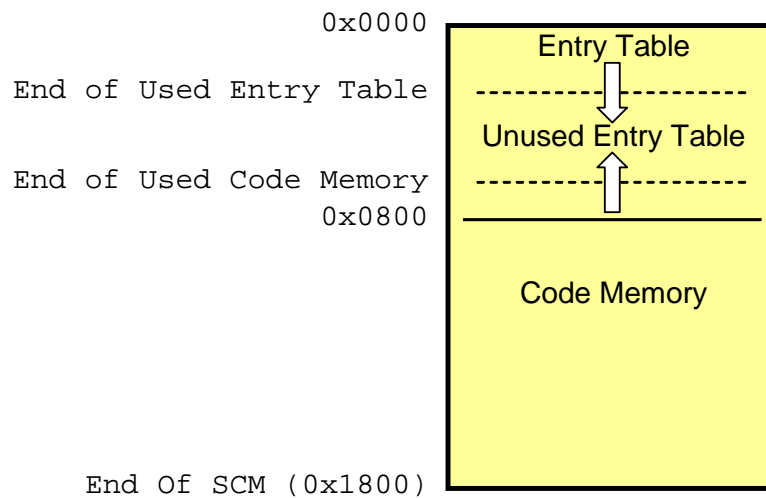 0x0000
Entry Table
End of Used Entry Table
Unused Entry Table
End of Used Code Memory
0x0800
Code Memory
End Of SCM (0x1800)